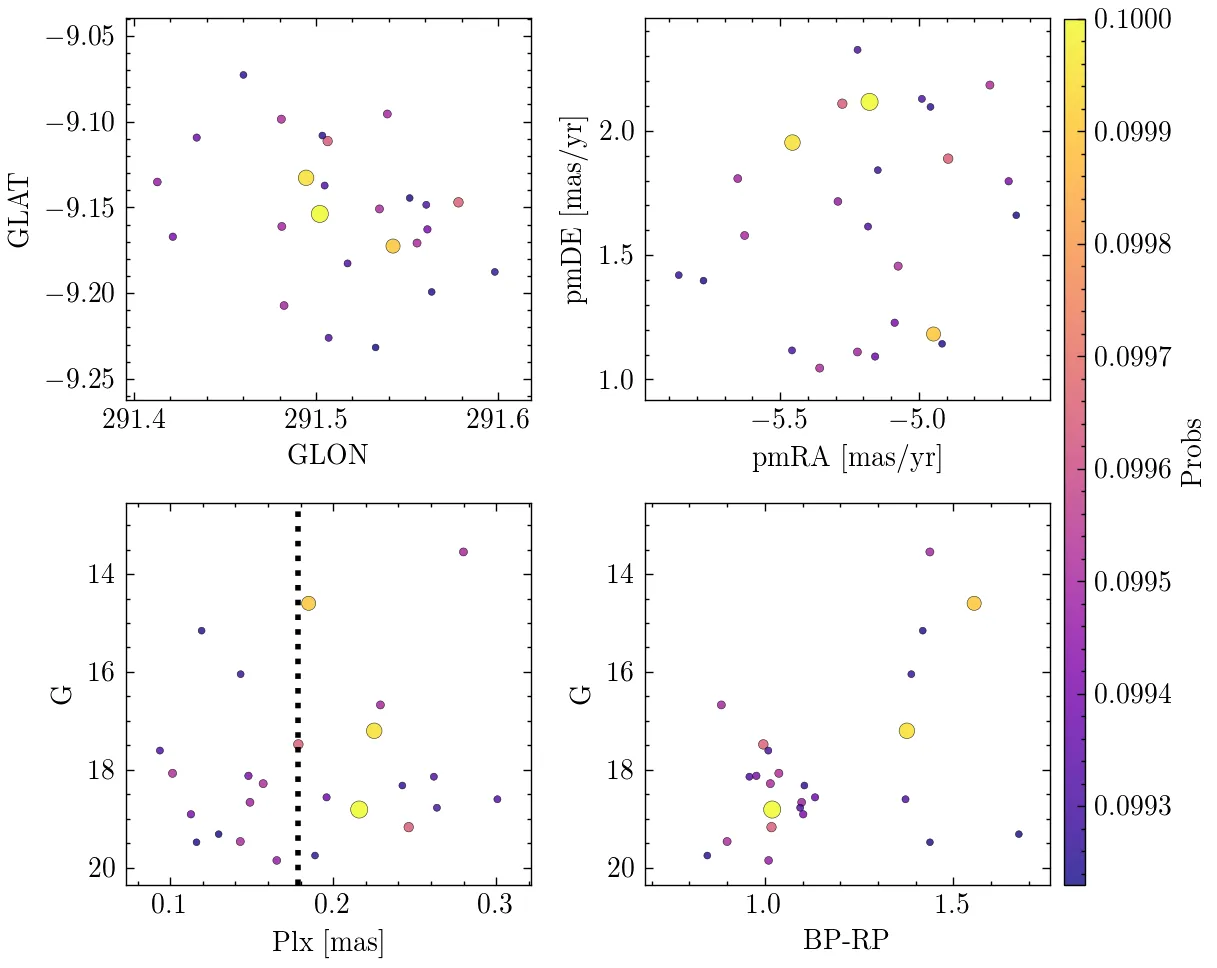 −9.05
−9.10
−9.15
−9.20
−9.25
GLAT
291.4 291.5 291.6
GLON
2.0
1.5
1.0
pmDE [mas/yr]
−5.5 −5.0
pmRA [mas/yr]
14
16
18
20
G
0.1 0.2 0.3
Plx [mas]
14
16
18
20
G
1.0 1.5
BP-RP
0.1000
0.0999
0.0998
0.0997
0.0996
0.0995
0.0994
0.0993
Probs